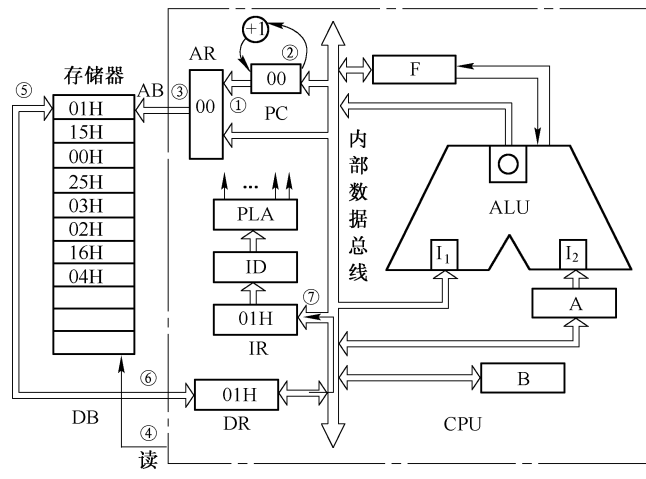 +1
②
AR
F
⑤
存储器
AB
③
00
①
00
PC
01H
15H
00H
25H
03H
02H
16H
04H
内部数据总线
ALU
I₁
I₂
A
...
PLA
ID
⑦
01H
IR
⑥
01H
DR
B
DB
④
读
CPU